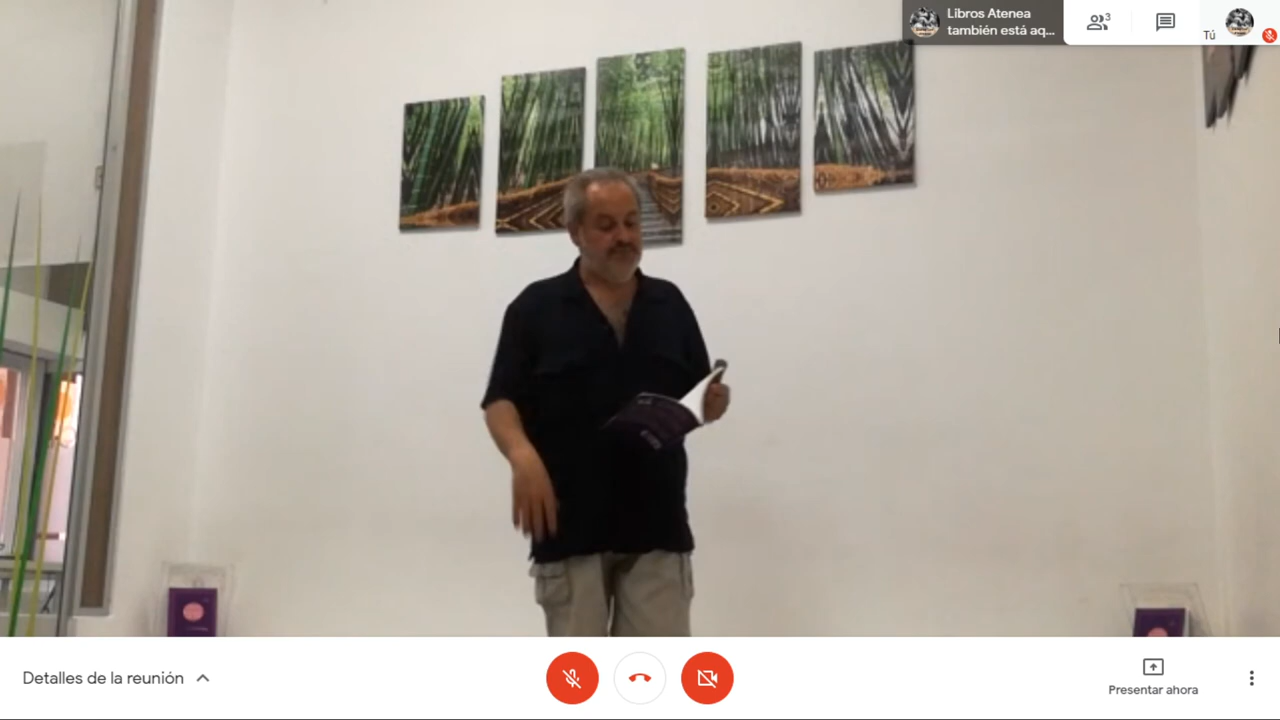 Libros Atenea
también está aq...
3
Tú
Detalles de la reunión
Presentar ahora